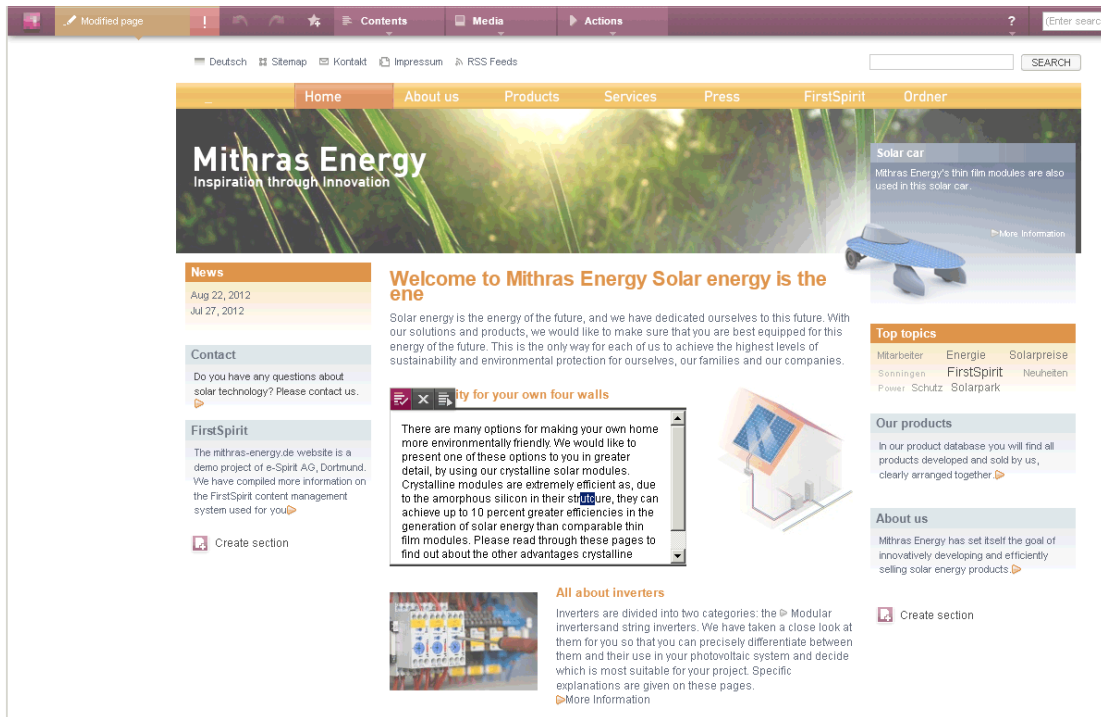 Modified page
!
Contents
Media
Actions
?
(Enter searc
Deutsch
Sitemap
Kontakt
Impressum
RSS Feeds
SEARCH
_
Home
About us
Products
Services
Press
FirstSpirit
Ordner
Mithras Energy
Inspiration through Innovation
Solar car
Mithras Energy's thin film modules are also
used in this solar car.
More Information
News
Aug 22, 2012
Jul 27, 2012
Contact
Do you have any questions about
solar technology? Please contact us.
FirstSpirit
The mithras-energy.de website is a
demo project of e-Spirit AG, Dortmund.
We have compiled more information on
the FirstSpirit content management
system used for you
Create section
Welcome to Mithras Energy Solar energy is the
ene
Solar energy is the energy of the future, and we have dedicated ourselves to this future. With
our solutions and products, we would like to make sure that you are best equipped for this
energy of the future. This is the only way for each of us to achieve the highest levels of
sustainability and environmental protection for ourselves, our families and our companies.
ity for your own four walls
There are many options for making your own home
more environmentally friendly. We would like to
present one of these options to you in greater
detail, by using our crystalline solar modules.
Crystalline modules are extremely efficient as, due
to the amorphous silicon in their strutcure, they can
achieve up to 10 percent greater efficiencies in the
generation of solar energy than comparable thin
film modules. Please read through these pages to
find out about the other advantages crystalline
All about inverters
Inverters are divided into two categories: the Modular
invertersand string inverters. We have taken a close look at
them for you so that you can precisely differentiate between
them and their use in your photovoltaic system and decide
which is most suitable for your project. Specific
explanations are given on these pages.
More Information
Top topics
Mitarbeiter Energie Solarpreise
Sonningen FirstSpirit Neuheiten
Power Schutz Solarpark
Our products
In our product database you will find all
products developed and sold by us,
clearly arranged together.
About us
Mithras Energy has set itself the goal of
innovatively developing and efficiently
selling solar energy products.
Create section